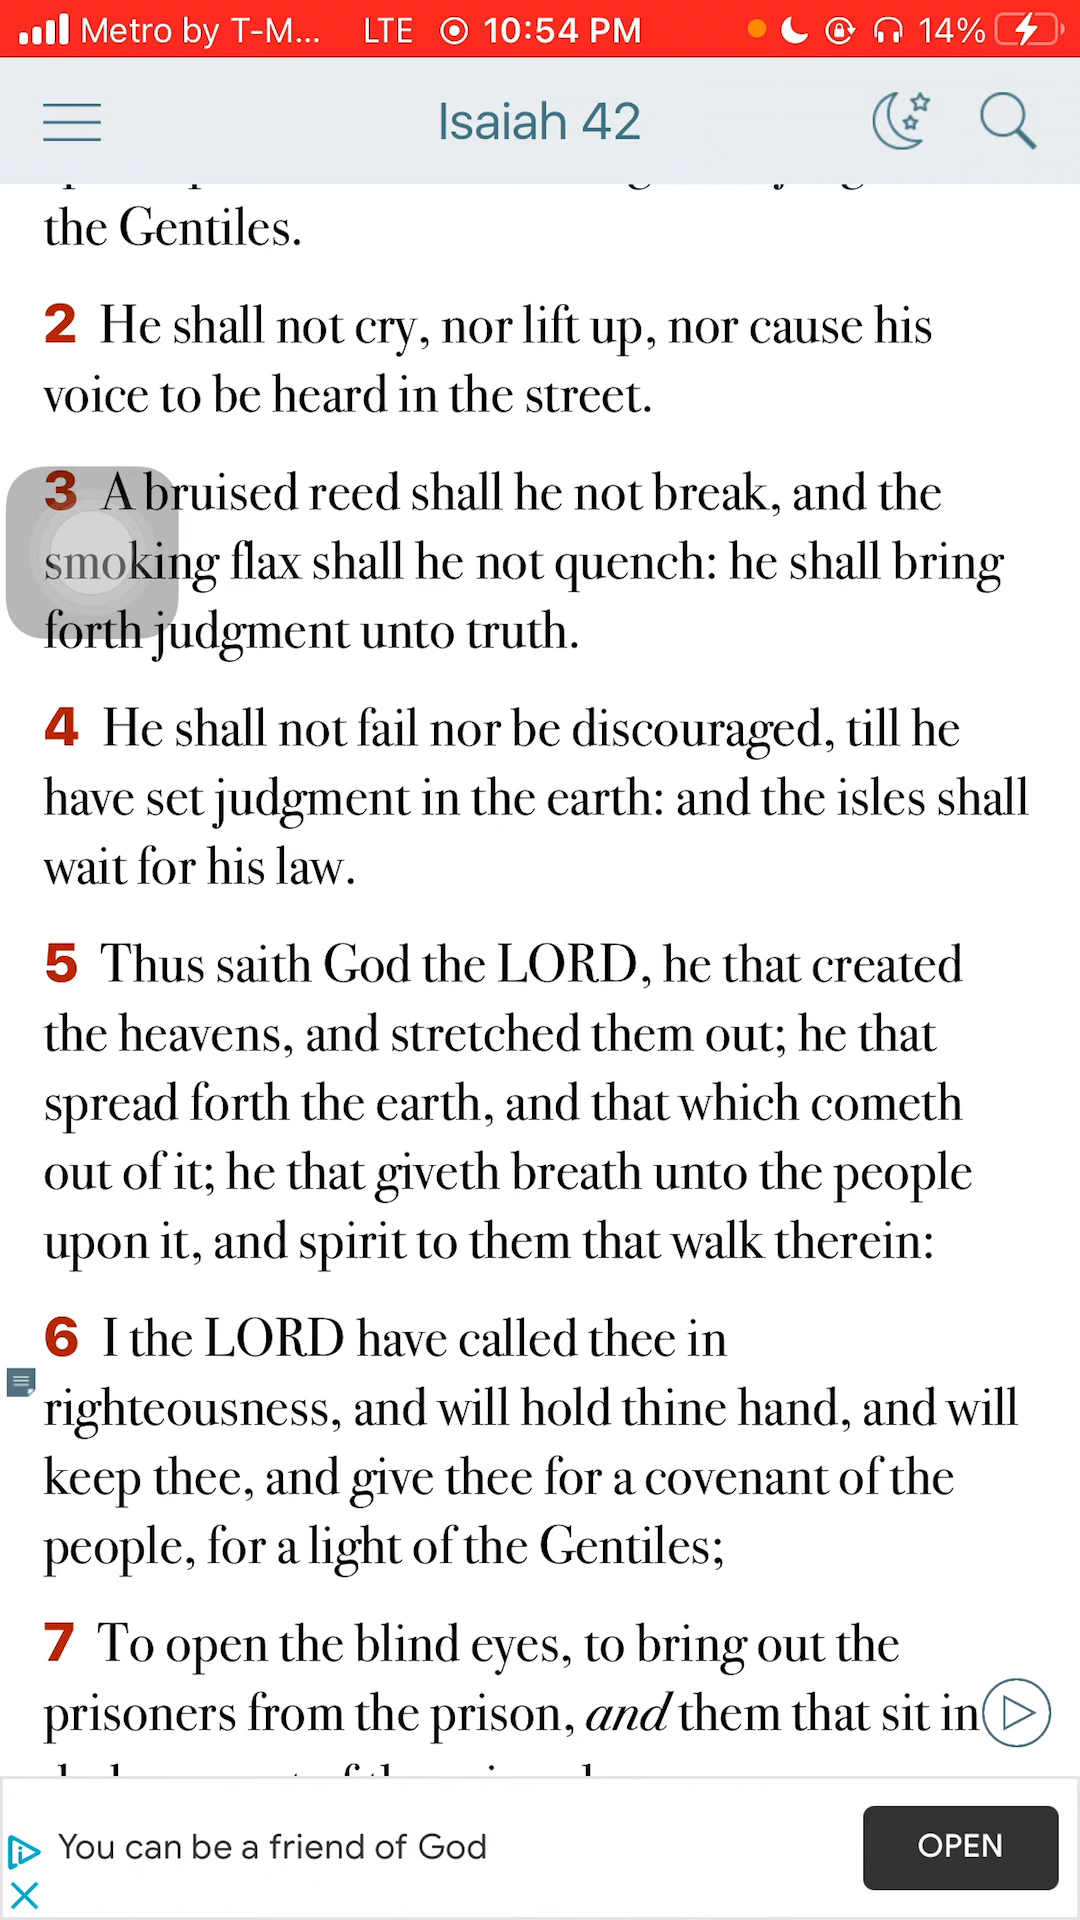 Metro by T-M... LTE 10:54 PM 14%
Isaiah 42
the Gentiles.
2 He shall not cry, nor lift up, nor cause his
voice to be heard in the street.
3 A bruised reed shall he not break, and the
smoking flax shall he not quench: he shall bring
forth judgment unto truth.
4 He shall not fail nor be discouraged, till he
have set judgment in the earth: and the isles shall
wait for his law.
5 Thus saith God the LORD, he that created
the heavens, and stretched them out; he that
spread forth the earth, and that which cometh
out of it; he that giveth breath unto the people
upon it, and spirit to them that walk therein:
6 I the LORD have called thee in
righteousness, and will hold thine hand, and will
keep thee, and give thee for a covenant of the
people, for a light of the Gentiles;
7 To open the blind eyes, to bring out the
prisoners from the prison, and them that sit in
You can be a friend of God
OPEN